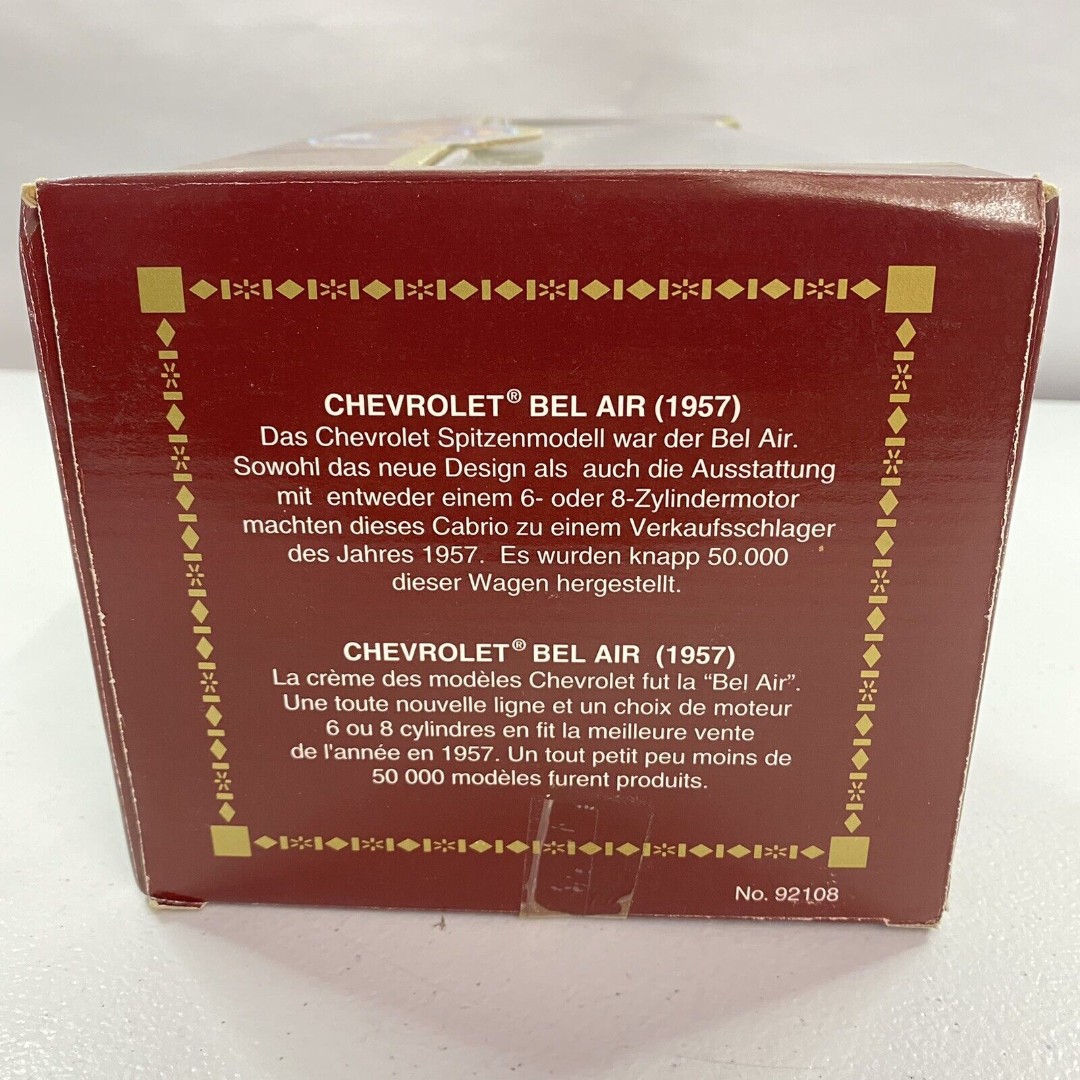 CHEVROLET® BEL AIR (1957)
Das Chevrolet Spitzenmodell war der Bel Air.
Sowohl das neue Design als auch die Ausstattung
mit entweder einem 6- oder 8-Zylindermotor
machten dieses Cabrio zu einem Verkaufsschlager
des Jahres 1957. Es wurden knapp 50.000
dieser Wagen hergestellt.
CHEVROLET® BEL AIR (1957)
La crème des modèles Chevrolet fut la “Bel Air”.
Une toute nouvelle ligne et un choix de moteur
6 ou 8 cylindres en fit la meilleure vente
de l'année en 1957. Un tout petit peu moins de
50 000 modèles furent produits.
No. 92108